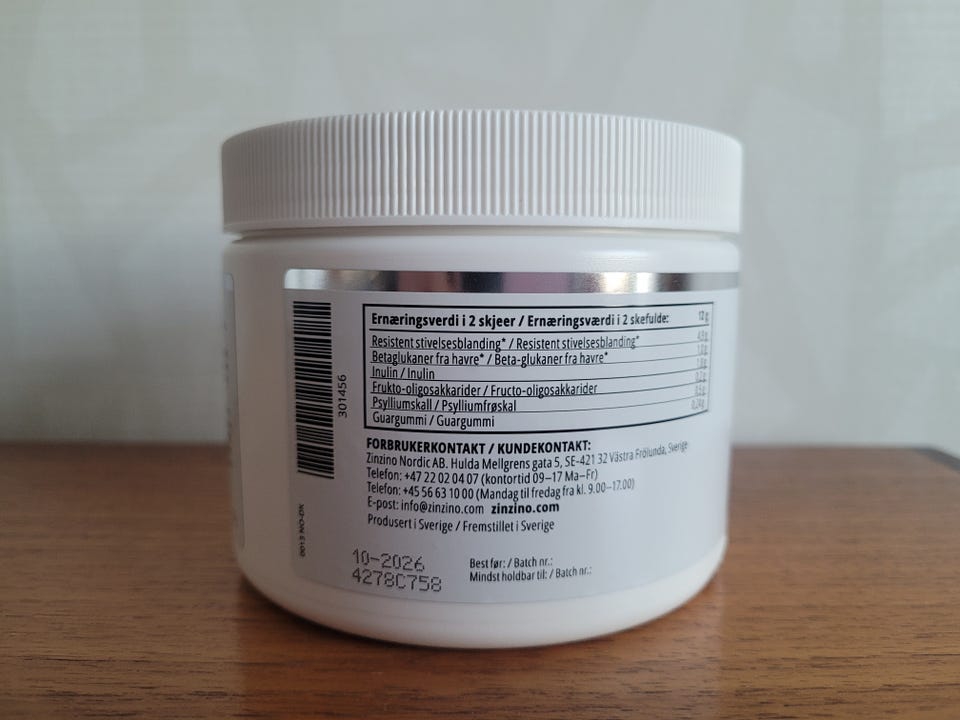 Ernæringsverdi i 2 skjeer / Ernæringsværdi i 2 skefulde: 12 g
Resistent stivelsesblanding* / Resistent stivelsesblanding*
Betaglukaner fra havre* / Beta-glukaner fra havre*
Inulin / Inulin
Frukto-oligosakkarider / Fructo-oligosakkarider
Psylliumskall / Psylliumfrøskal
Guargummi / Guargummi
301456
FORBRUKERKONTAKT / KUNDEKONTAKT:
Zinzino Nordic AB. Hulda Mellgrens gata 5, SE-421 32 Västra Frölunda, Sverige
Telefon: +47 22 02 04 07 (kontortid 09–17 Ma–Fr)
Telefon: +45 56 63 10 00 (Mandag til fredag fra kl. 9.00–17.00)
E-post: info@zinzino.com zinzino.com
Produsert i Sverige / Fremstillet i Sverige
0013 NO-DK
10-2026
4278C758
Best før: / Batch nr.:
Mindst holdbar til: / Batch nr.: